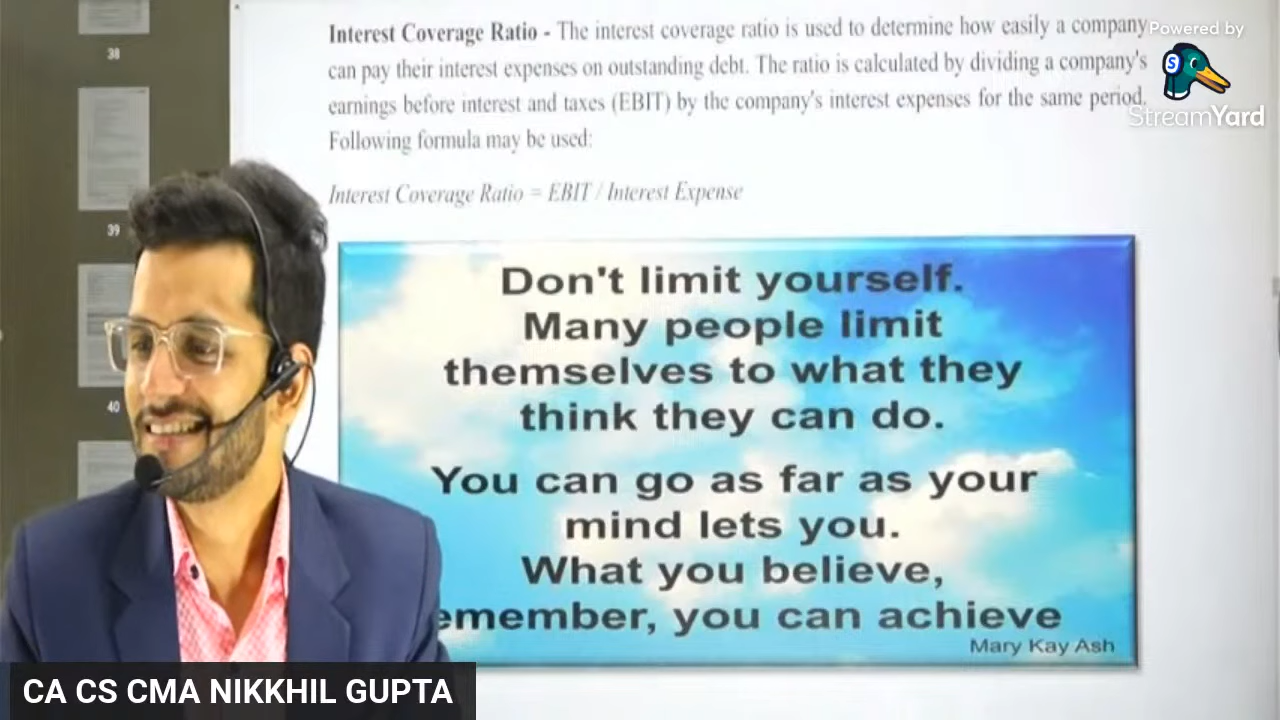 Interest Coverage Ratio - The interest coverage ratio is used to determine how easily a company
can pay their interest expenses on outstanding debt. The ratio is calculated by dividing a company's
earnings before interest and taxes (EBIT) by the company's interest expenses for the same period.
Following formula may be used:
Interest Coverage Ratio = EBIT / Interest Expense
Powered by
S
StreamYard
38
39
40
Don't limit yourself.
Many people limit
themselves to what they
think they can do.
You can go as far as your
mind lets you.
What you believe,
emember, you can achieve
Mary Kay Ash
CA CS CMA NIKKHIL GUPTA